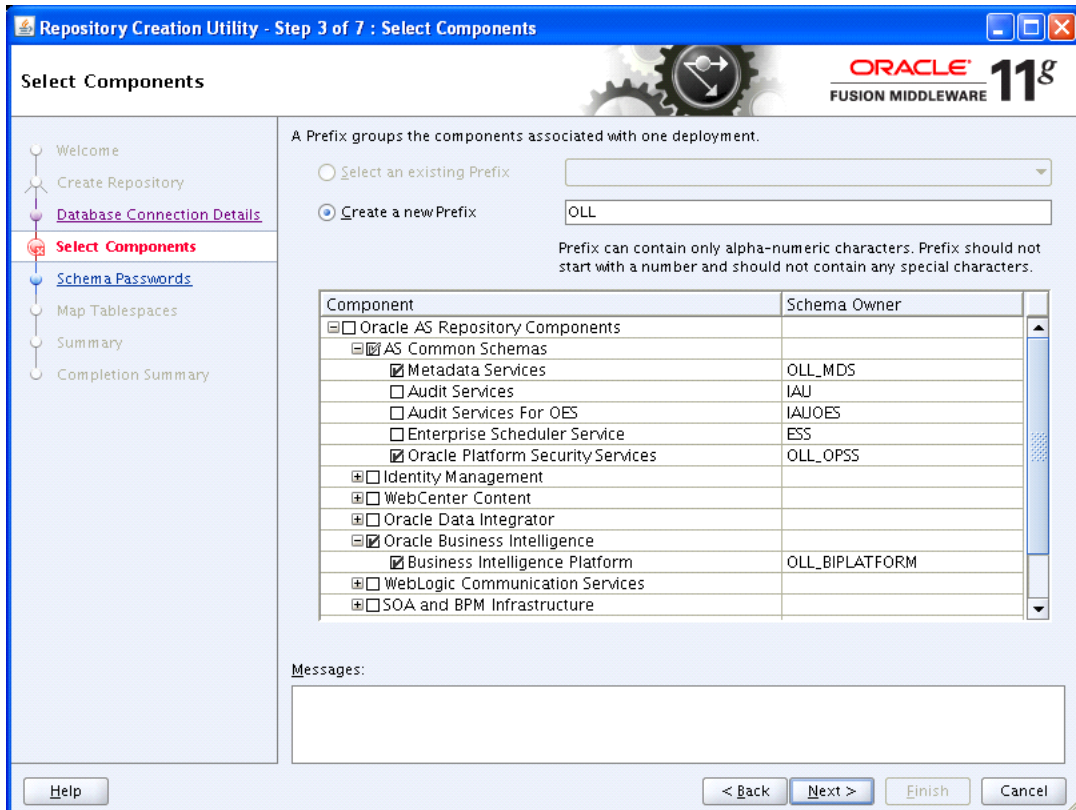 Repository Creation Utility - Step 3 of 7 : Select Components
Select Components
ORACLE
FUSION MIDDLEWARE 11g
Welcome
Create Repository
Database Connection Details
Select Components
Schema Passwords
Map Tablespaces
Summary
Completion Summary
A Prefix groups the components associated with one deployment.
Select an existing Prefix
Create a new Prefix OLL
Prefix can contain only alpha-numeric characters. Prefix should not
start with a number and should not contain any special characters.
Component Schema Owner
Oracle AS Repository Components
AS Common Schemas
Metadata Services OLL_MDS
Audit Services IAU
Audit Services For OES IAUOES
Enterprise Scheduler Service ESS
Oracle Platform Security Services OLL_OPSS
Identity Management
WebCenter Content
Oracle Data Integrator
Oracle Business Intelligence
Business Intelligence Platform OLL_BIPLATFORM
WebLogic Communication Services
SOA and BPM Infrastructure
Messages:
Help < Back Next > Finish Cancel